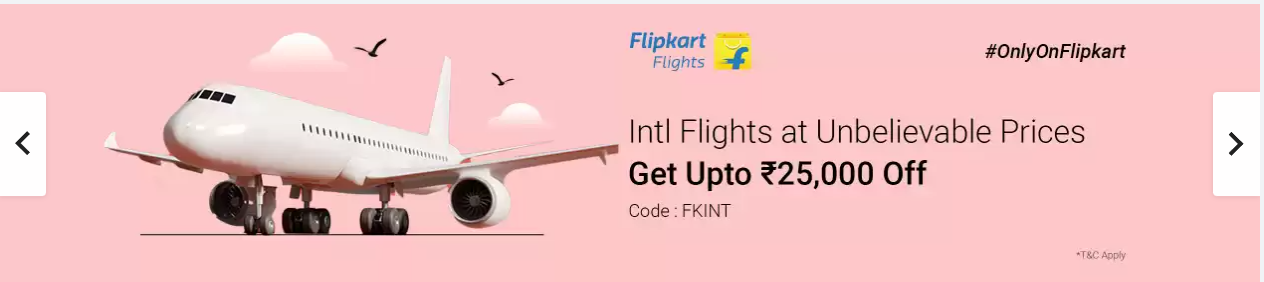 Flipkart
Flights
#OnlyOnFlipkart
Intl Flights at Unbelievable Prices
Get Upto ₹25,000 Off
Code : FKINT
*T&C Apply